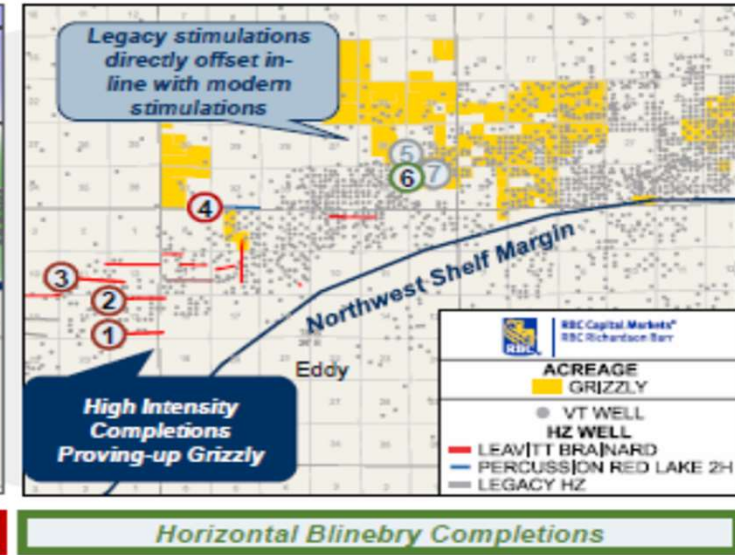 Legacy stimulations
directly offset in-
line with modern
stimulations
5
7
6
4
3
2
1
Northwest Shelf Margin
Eddy
High Intensity
Completions
Proving-up Grizzly
RBC
RBC Capital Markets
RBC Richardson Barr
ACREAGE
GRIZZLY
VT WELL
HZ WELL
LEAVITT BRAINARD
PERCUSSION RED LAKE 2H
LEGACY HZ
Horizontal Blinebry Completions